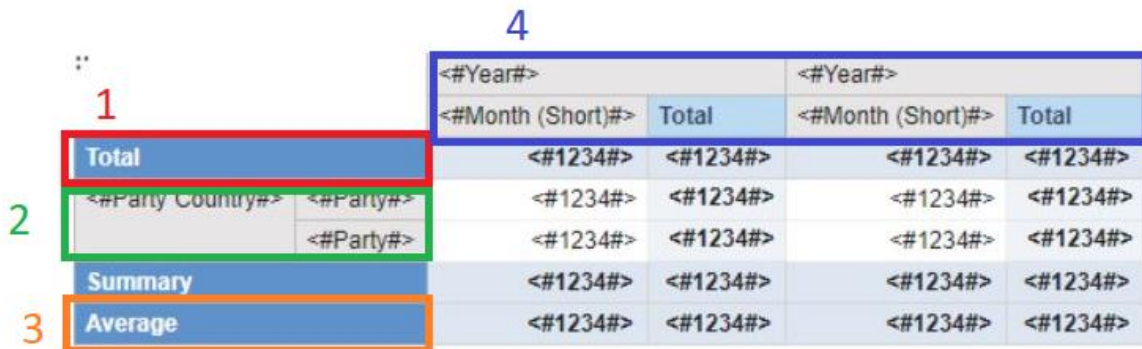 4
<#Year#> <#Year#>
1
<#Month (Short)#> Total <#Month (Short)#> Total
Total <#1234#> <#1234#> <#1234#> <#1234#>
2
<#Party Country#> <#Party#> <#1234#> <#1234#> <#1234#> <#1234#>
<#Party#> <#1234#> <#1234#> <#1234#> <#1234#>
Summary <#1234#> <#1234#> <#1234#> <#1234#>
3 Average <#1234#> <#1234#> <#1234#> <#1234#>